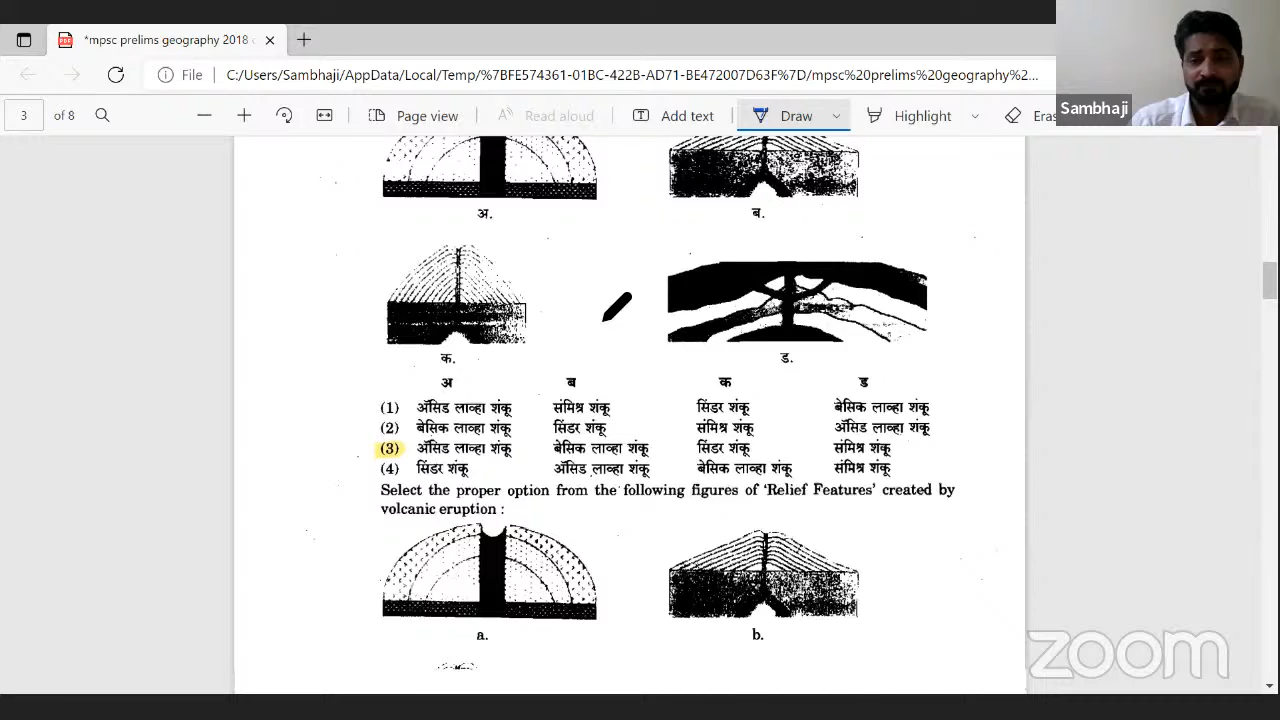 *mpsc prelims geography 2018
File
C:/Users/Sambhaji/AppData/Local/Temp/%7BFE574361-01BC-422B-AD71-BE472007D63F%7D/mpsc%20prelims%20geography%2...
Sambhaji
3 of 8
Page view
Read aloud
Add text
Draw
Highlight
अ. ब.
क. ड.
अ ब क ड
(1) ॲसिड लाव्हा शंकू संमिश्र शंकू सिंडर शंकू बेसिक लाव्हा शंकू
(2) बेसिक लाव्हा शंकू सिंडर शंकू संमिश्र शंकू ॲसिड लाव्हा शंकू
(3) ॲसिड लाव्हा शंकू बेसिक लाव्हा शंकू सिंडर शंकू संमिश्र शंकू
(4) सिंडर शंकू ॲसिड लाव्हा शंकू बेसिक लाव्हा शंकू संमिश्र शंकू
Select the proper option from the following figures of 'Relief Features' created by
volcanic eruption :
a. b.
zoom